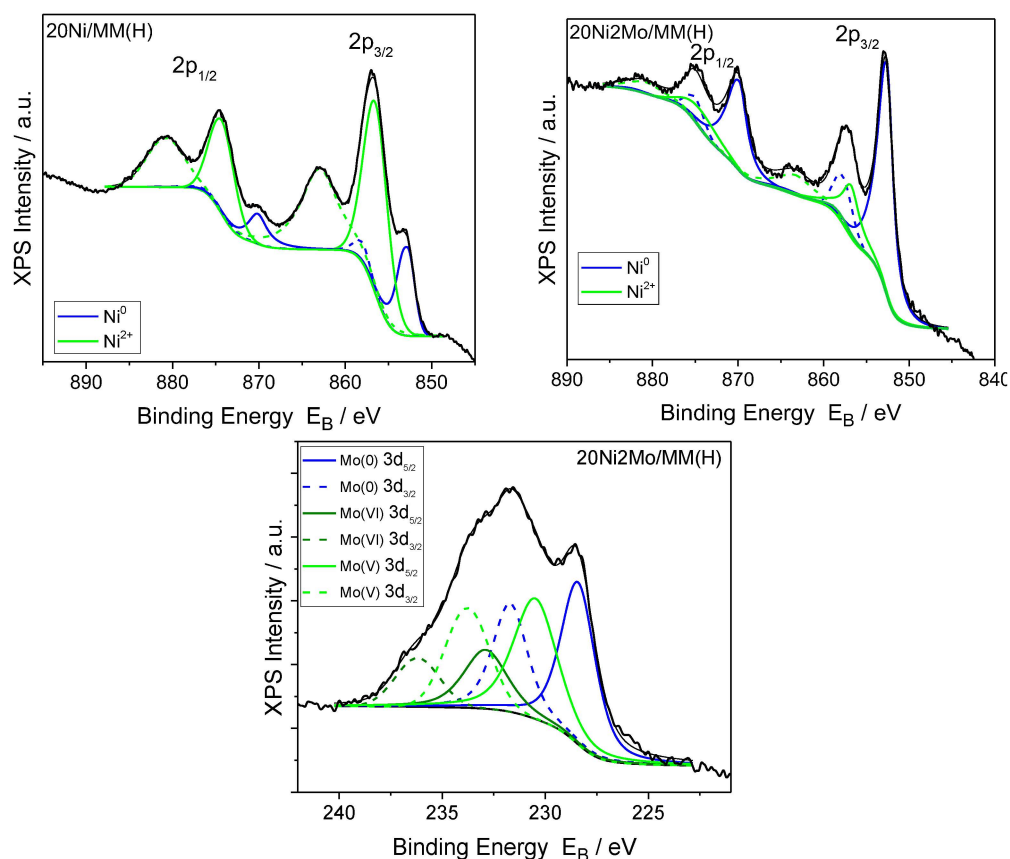 20Ni/MM(H)
2p1/2
2p3/2
XPS Intensity / a.u.
Ni0
Ni2+
890 880 870 860 850
Binding Energy EB / eV
20Ni2Mo/MM(H)
2p1/2
2p3/2
XPS Intensity / a.u.
Ni0
Ni2+
890 880 870 860 850 840
Binding Energy EB / eV
20Ni2Mo/MM(H)
Mo(0) 3d5/2
Mo(0) 3d3/2
Mo(VI) 3d5/2
Mo(VI) 3d3/2
Mo(V) 3d5/2
Mo(V) 3d3/2
XPS Intensity / a.u.
240 235 230 225
Binding Energy EB / eV